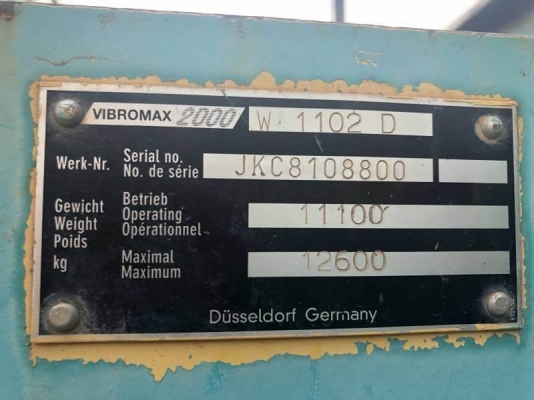 VIBROMAX 2000 W 1102 D
Werk-Nr. Serial no. JKC8108800
No. de série
Gewicht Betrieb
Weight Operating 11100
Poids Opérationnel
kg Maximal 12600
Maximum
Düsseldorf Germany